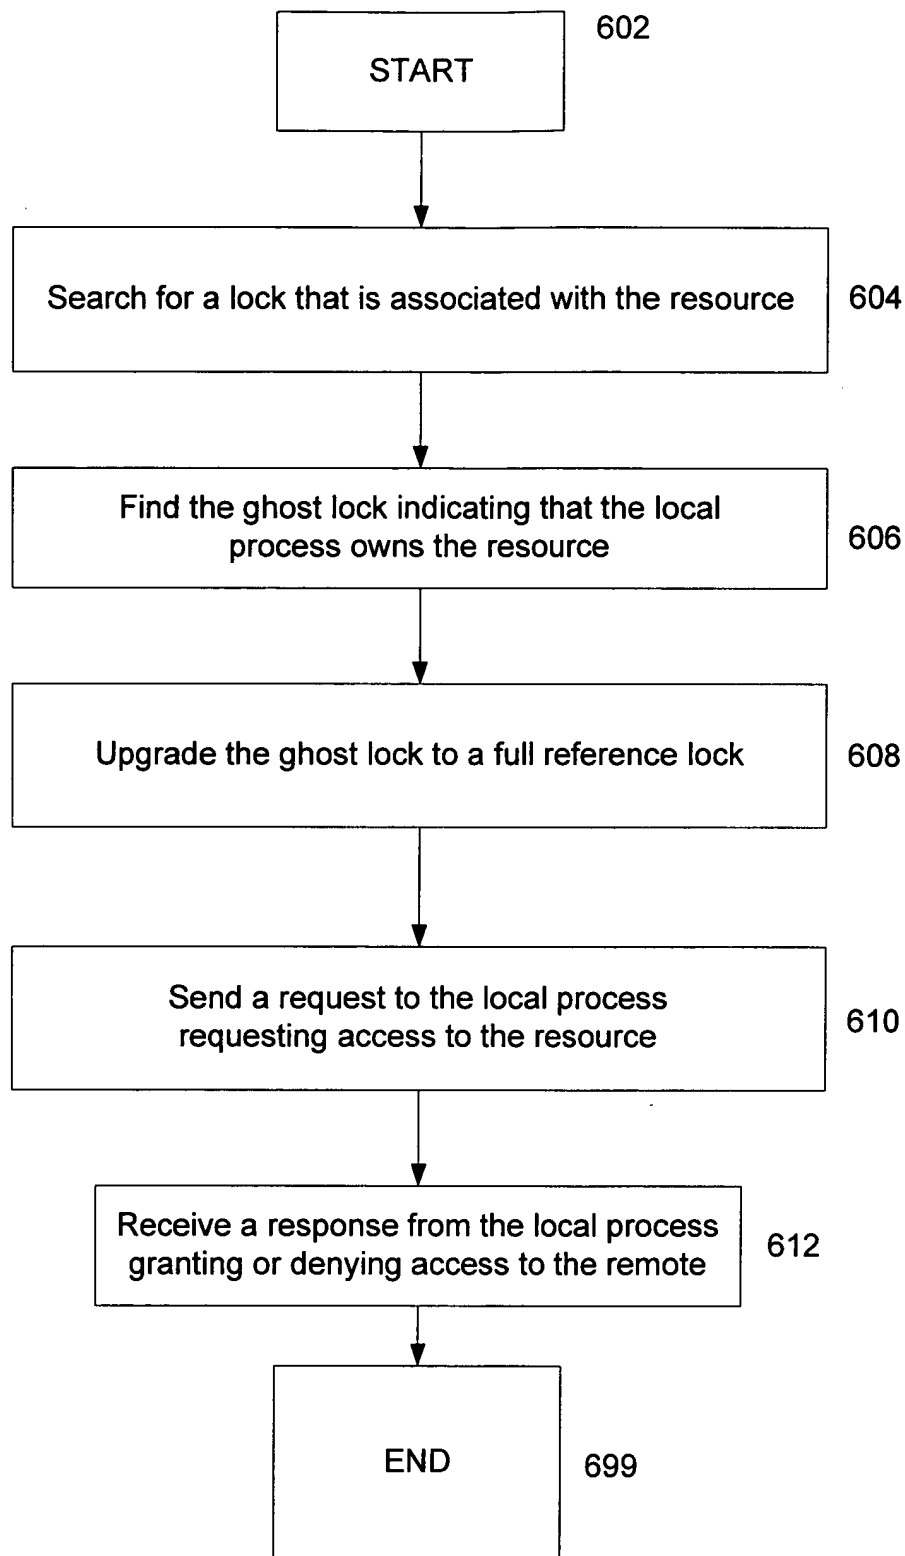 602
START
Search for a lock that is associated with the resource
604
Find the ghost lock indicating that the local
process owns the resource
606
Upgrade the ghost lock to a full reference lock
608
Send a request to the local process
requesting access to the resource
610
Receive a response from the local process
granting or denying access to the remote
612
END
699